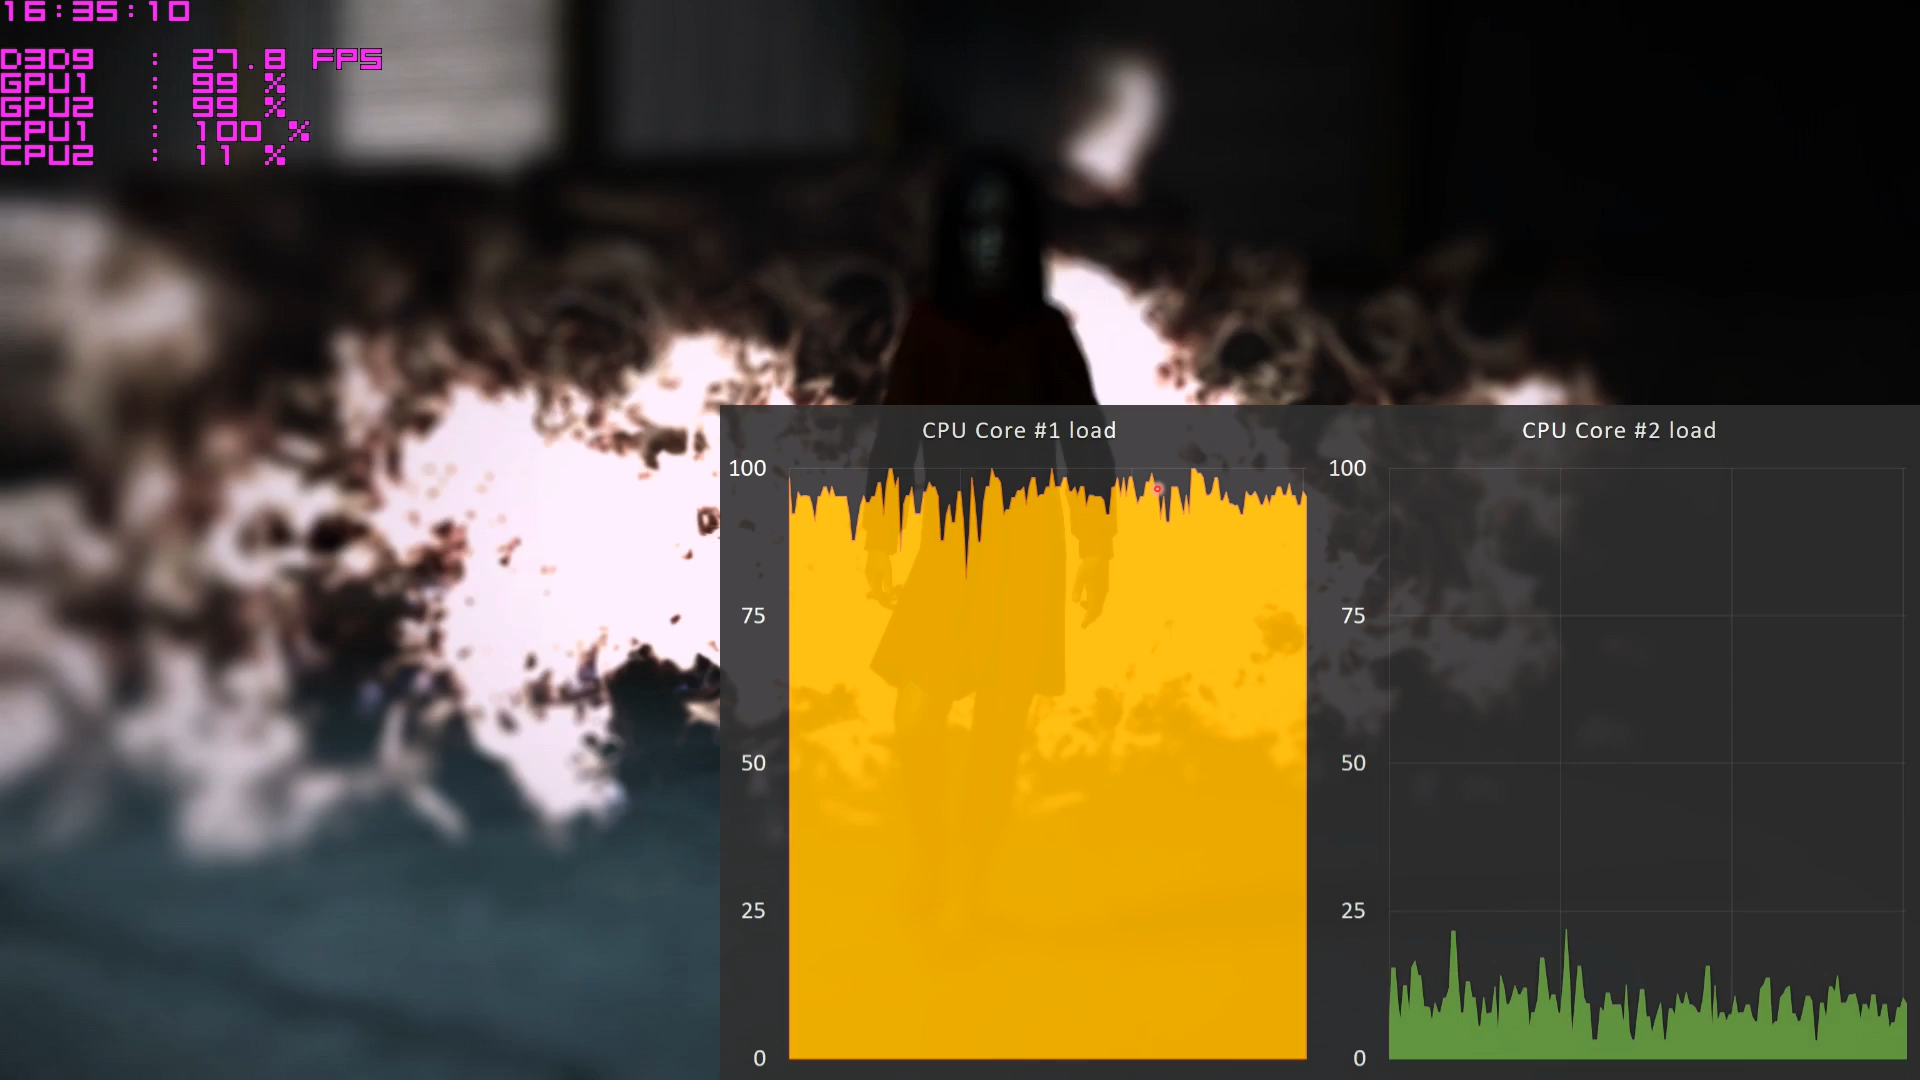 16:35:10
D3D9 : 27.8 FPS
GPU1 : 99 %
GPU2 : 99 %
CPU1 : 100 %
CPU2 : 11 %
CPU Core #1 load
100
75
50
25
0
CPU Core #2 load
100
75
50
25
0